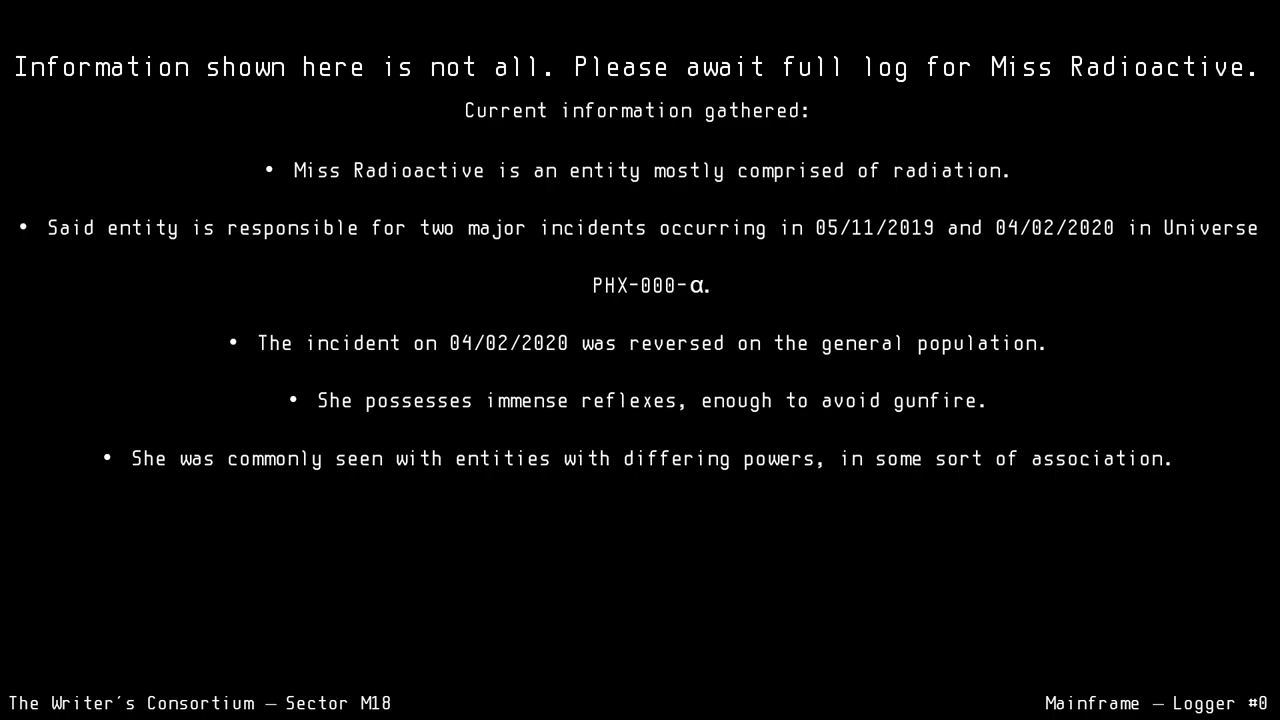 Information shown here is not all. Please await full log for Miss Radioactive.
Current information gathered:
• Miss Radioactive is an entity mostly comprised of radiation.
• Said entity is responsible for two major incidents occurring in 05/11/2019 and 04/02/2020 in Universe
PHX-000-α.
• The incident on 04/02/2020 was reversed on the general population.
• She possesses immense reflexes, enough to avoid gunfire.
• She was commonly seen with entities with differing powers, in some sort of association.
The Writer's Consortium – Sector M18
Mainframe – Logger #0